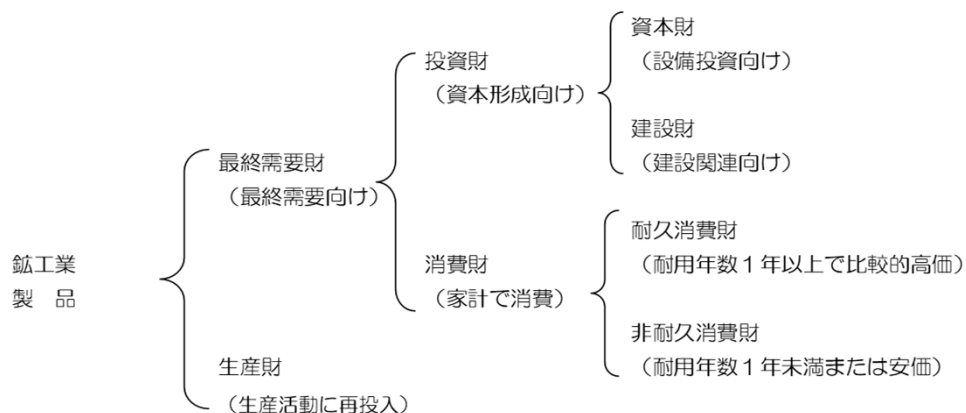 鉱工業
製 品
最終需要財
（最終需要向け）
生産財
（生産活動に再投入）
投資財
（資本形成向け）
消費財
（家計で消費）
資本財
（設備投資向け）
建設財
（建設関連向け）
耐久消費財
（耐用年数１年以上で比較的高価）
非耐久消費財
（耐用年数１年未満または安価）